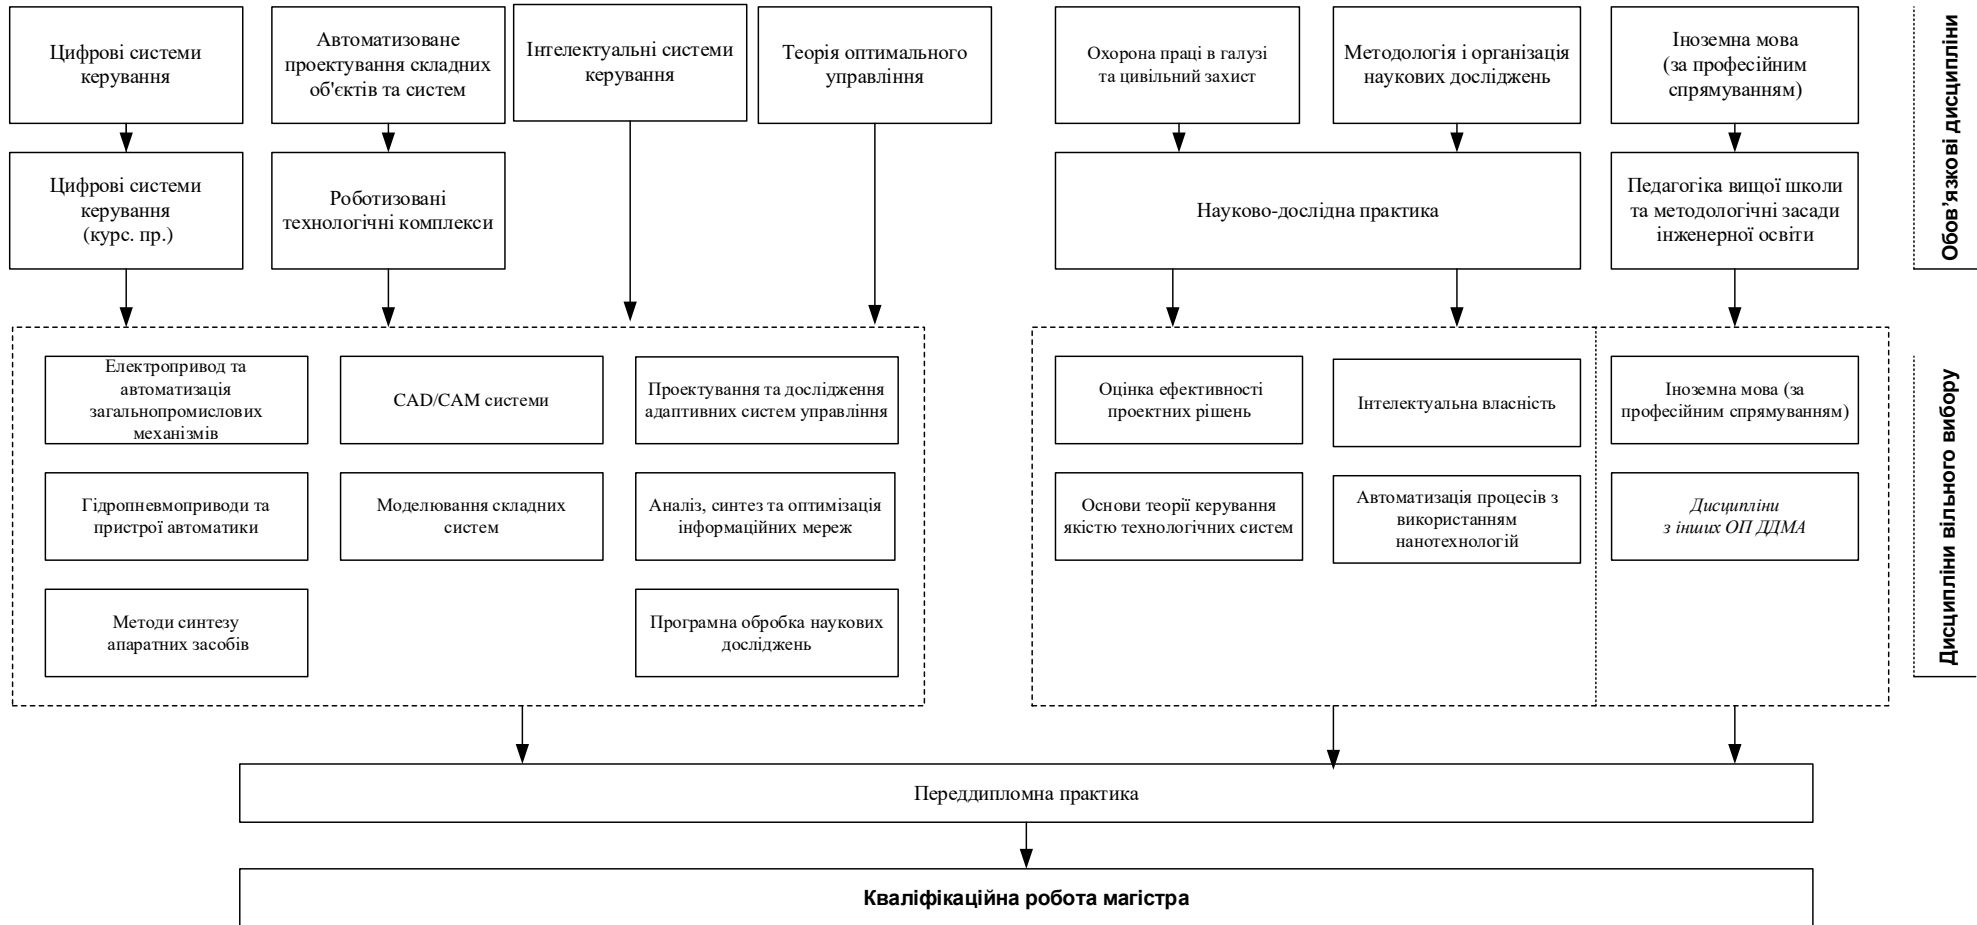 Цифрові системи
керування
Автоматизоване
проектування складних
об'єктів та систем
Інтелектуальні системи
керування
Теорія оптимального
управління
Охорона праці в галузі
та цивільний захист
Методологія і організація
наукових досліджень
Іноземна мова
(за професійним
спрямуванням)
Обов’язкові дисципліни
Цифрові системи
керування
(курс. пр.)
Роботизовані
технологічні комплекси
Науково-дослідна практика
Педагогіка вищої школи
та методологічні засади
інженерної освіти
Електропривод та
автоматизація
загальнопромислових
механізмів
CAD/CAM системи
Проектування та дослідження
адаптивних систем управління
Оцінка ефективності
проектних рішень
Інтелектуальна власність
Іноземна мова (за
професійним спрямуванням)
Дисципліни вільного вибору
Гідропневмоприводи та
пристрої автоматики
Моделювання складних
систем
Аналіз, синтез та оптимізація
інформаційних мереж
Основи теорії керування
якістю технологічних систем
Автоматизація процесів з
використанням
нанотехнологій
Дисципліни
з інших ОП ДДМА
Методи синтезу
апаратних засобів
Програмна обробка наукових
досліджень
Переддипломна практика
Кваліфікаційна робота магістра